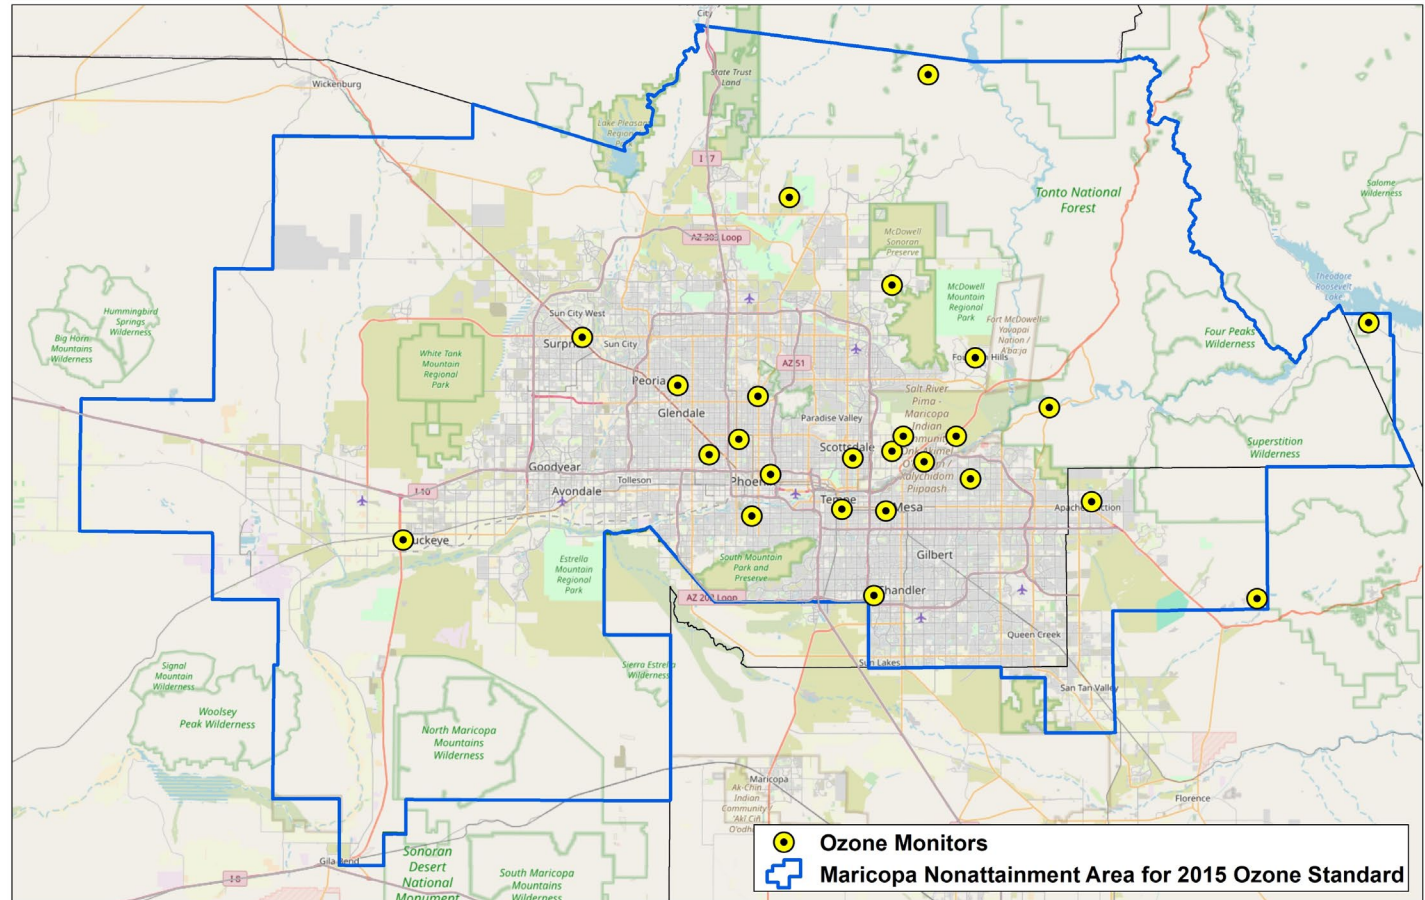 City
State Trust
Land
Wickenburg
Lake Pleasant
I 17
Tonto National
Forest
Salome
Wilderness
AZ 303 Loop
McDowell
Sonoran
Preserve
Theodore
Roosevelt
Lake
McDowell
Mountain
Regional
Park
Hummingbird
Springs
Wilderness
Big Horn
Mountains
Wilderness
Sun City West
Sun City
Fort McDowell
Yavapai
Nation /
Four Peaks
Wilderness
White Tank
Mountain
Regional
Park
AZ 51
Hills
Peoria
Glendale
Paradise Valley
Salt River
Pima -
Maricopa
Indian
Scottsdale
Superstition
Wilderness
Goodyear
Avondale
Tolleson
Piipaash
I 10
Mesa
Estrella
Mountain
Regional
Park
South Mountain
Park and
Preserve
Gilbert
AZ 202 Loop
Queen Creek
Sun Lakes
San Tan Valley
Sierra Estrella
Wilderness
Signal
Mountain
Wilderness
Woolsey
Peak Wilderness
North Maricopa
Mountains
Wilderness
Maricopa
Ak-Chin
Indian
Community
Florence
Sonoran
Desert
National
Monument
South Maricopa
Mountains
Wilderness
I 8
Ozone Monitors
Maricopa Nonattainment Area for 2015 Ozone Standard